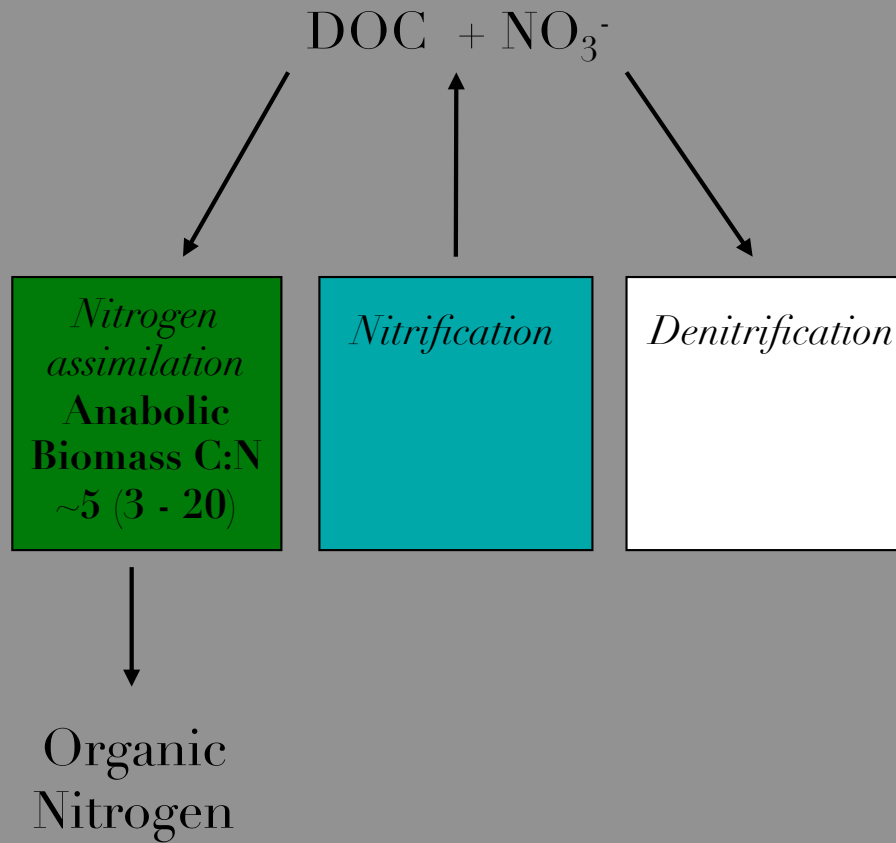 DOC + NO₃⁻
Nitrogen
assimilation
Anabolic
Biomass C:N
~5 (3 - 20)
Nitrification
Denitrification
Organic
Nitrogen